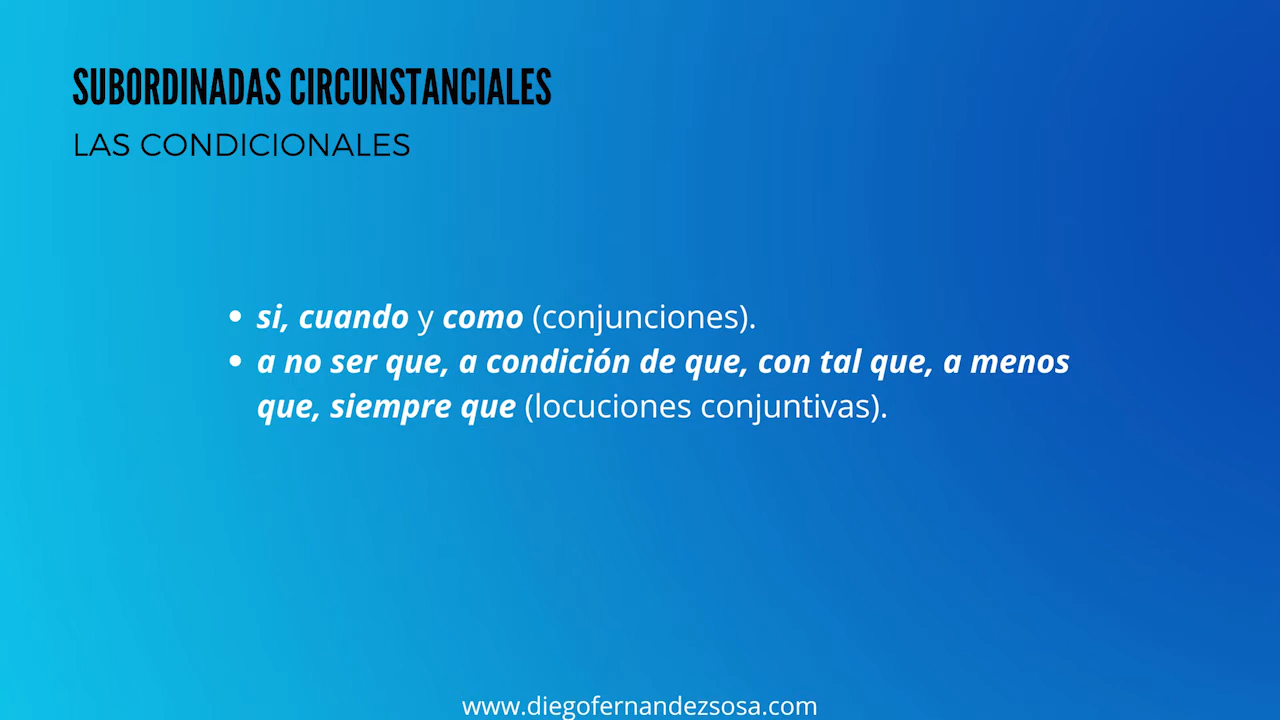 SUBORDINADAS CIRCUNSTANCIALES
LAS CONDICIONALES
• si, cuando y como (conjunciones).
• a no ser que, a condición de que, con tal que, a menos
que, siempre que (locuciones conjuntivas).
www.diegofernandezsosa.com